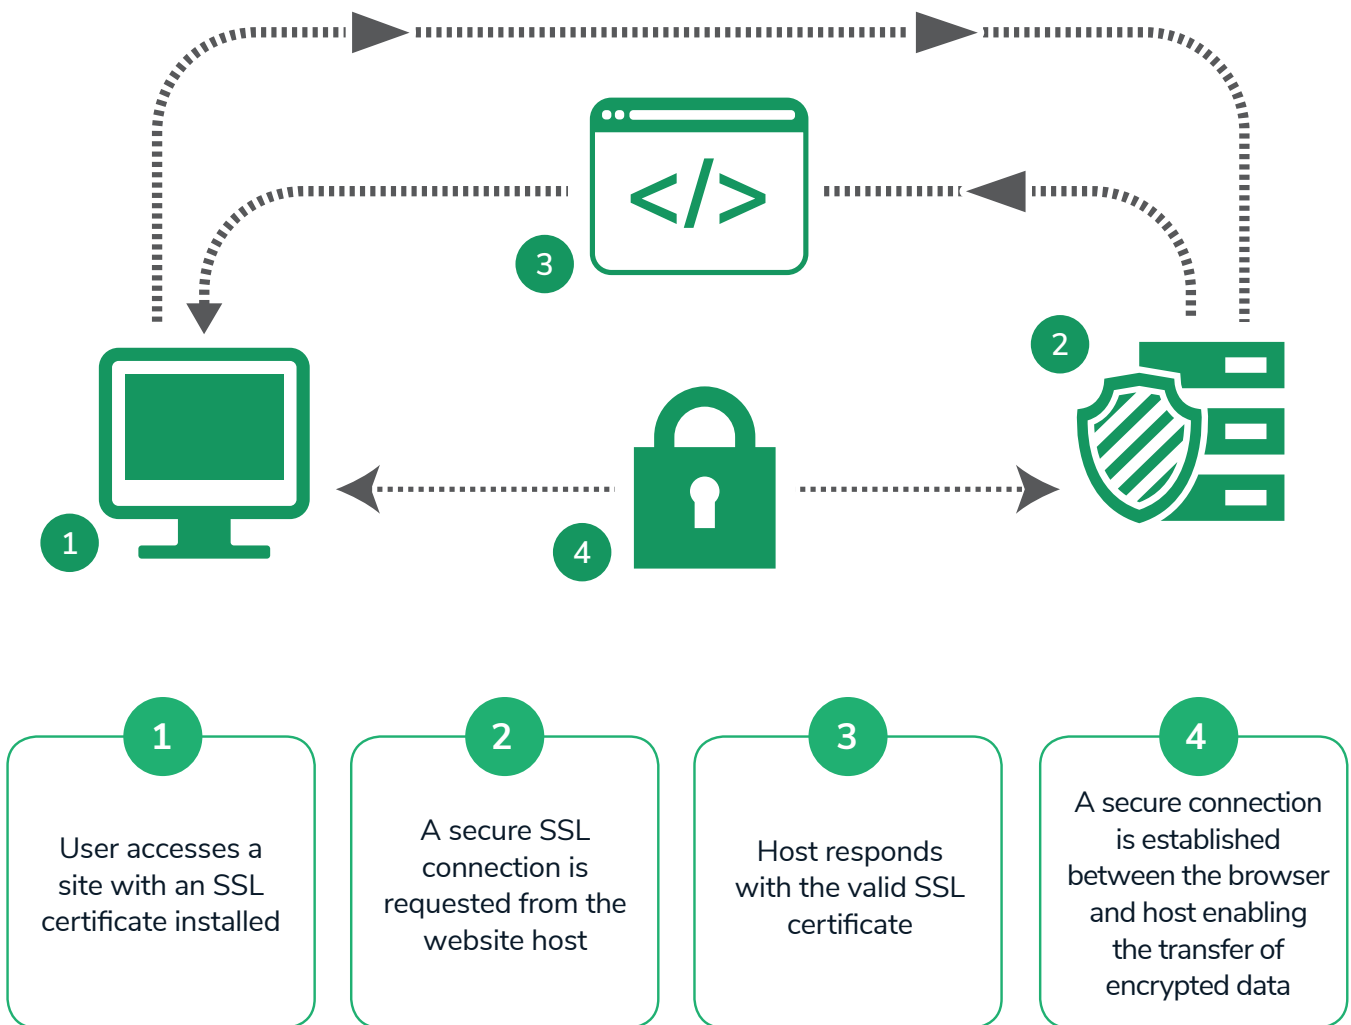 </>
3
2
1
4
1
User accesses a
site with an SSL
certificate installed
2
A secure SSL
connection is
requested from the
website host
3
Host responds
with the valid SSL
certificate
4
A secure connection
is established
between the browser
and host enabling
the transfer of
encrypted data